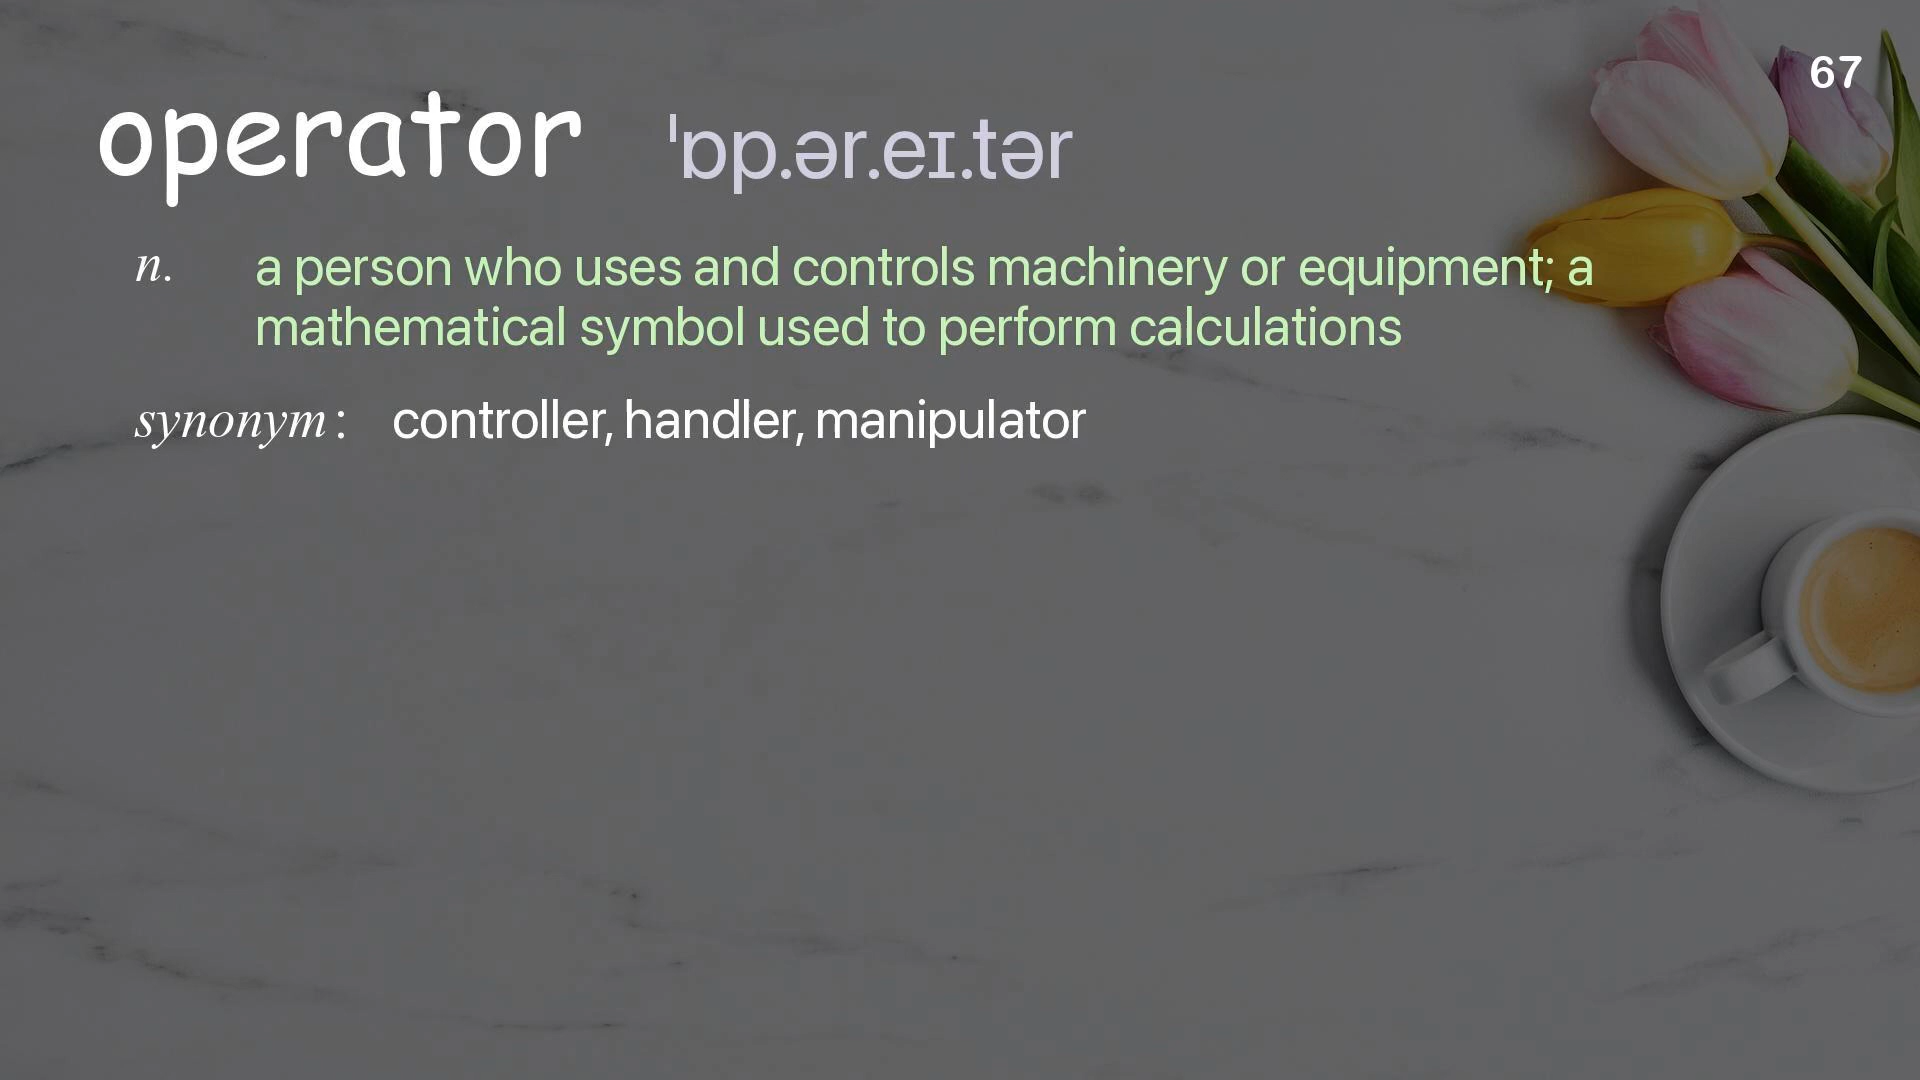 67
operator ˈɒp.ər.eɪ.tər
n. a person who uses and controls machinery or equipment; a
mathematical symbol used to perform calculations
synonym : controller, handler, manipulator